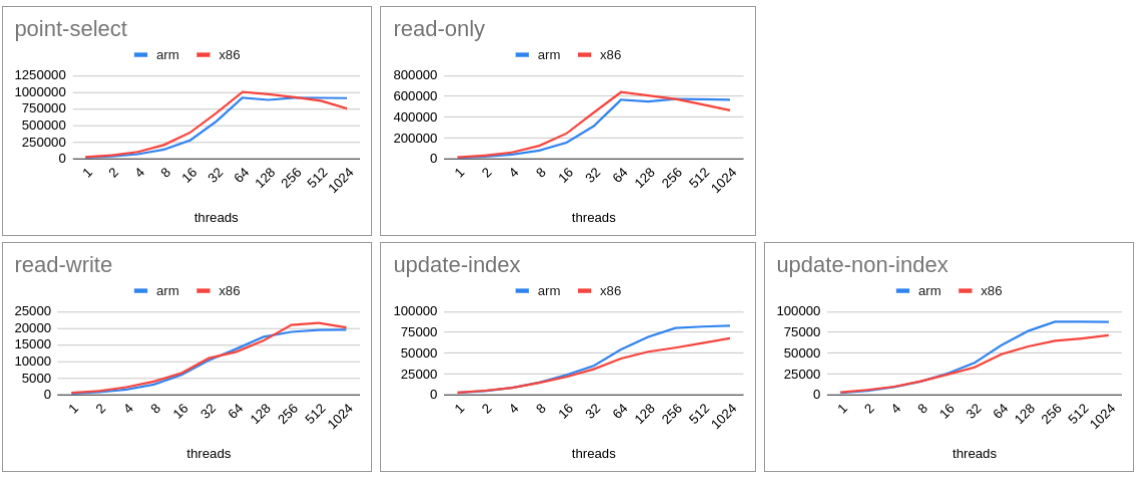 point-select
arm x86
1250000
1000000
750000
500000
250000
0
1 2 4 8 16 32 64 128 256 512 1024
threads
read-only
arm x86
800000
600000
400000
200000
0
1 2 4 8 16 32 64 128 256 512 1024
threads
read-write
arm x86
25000
20000
15000
10000
5000
0
1 2 4 8 16 32 64 128 256 512 1024
threads
update-index
arm x86
100000
75000
50000
25000
0
1 2 4 8 16 32 64 128 256 512 1024
threads
update-non-index
arm x86
100000
75000
50000
25000
0
1 2 4 8 16 32 64 128 256 512 1024
threads